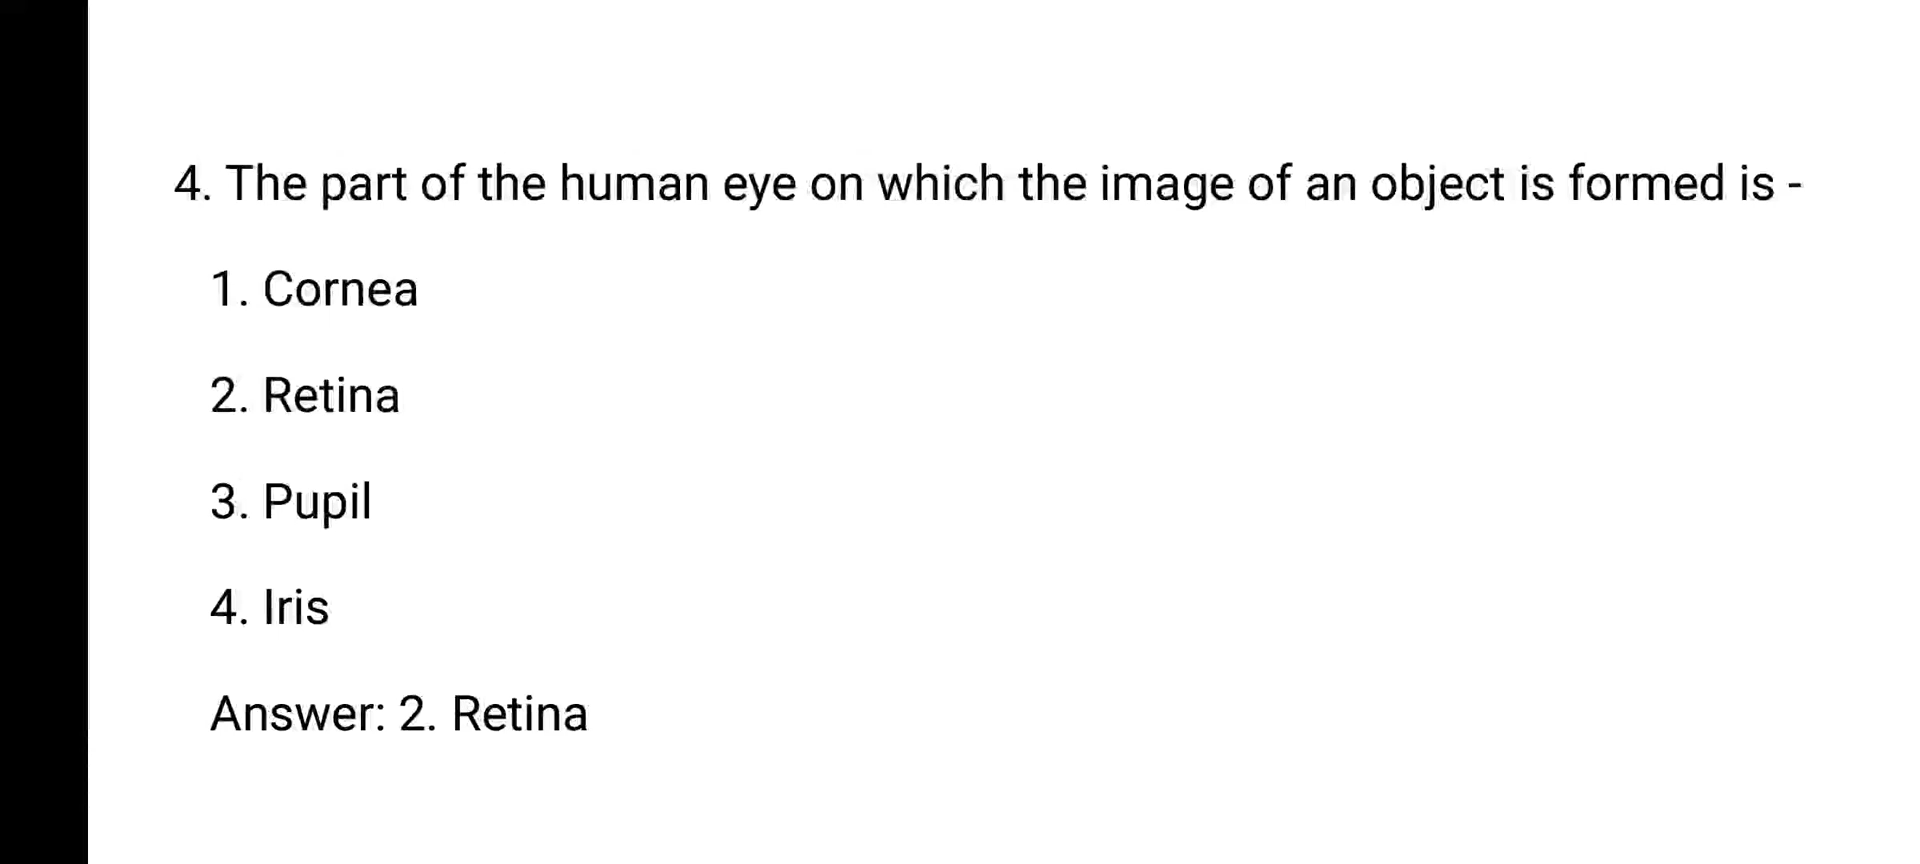 4. The part of the human eye on which the image of an object is formed is -
1. Cornea
2. Retina
3. Pupil
4. Iris
Answer: 2. Retina